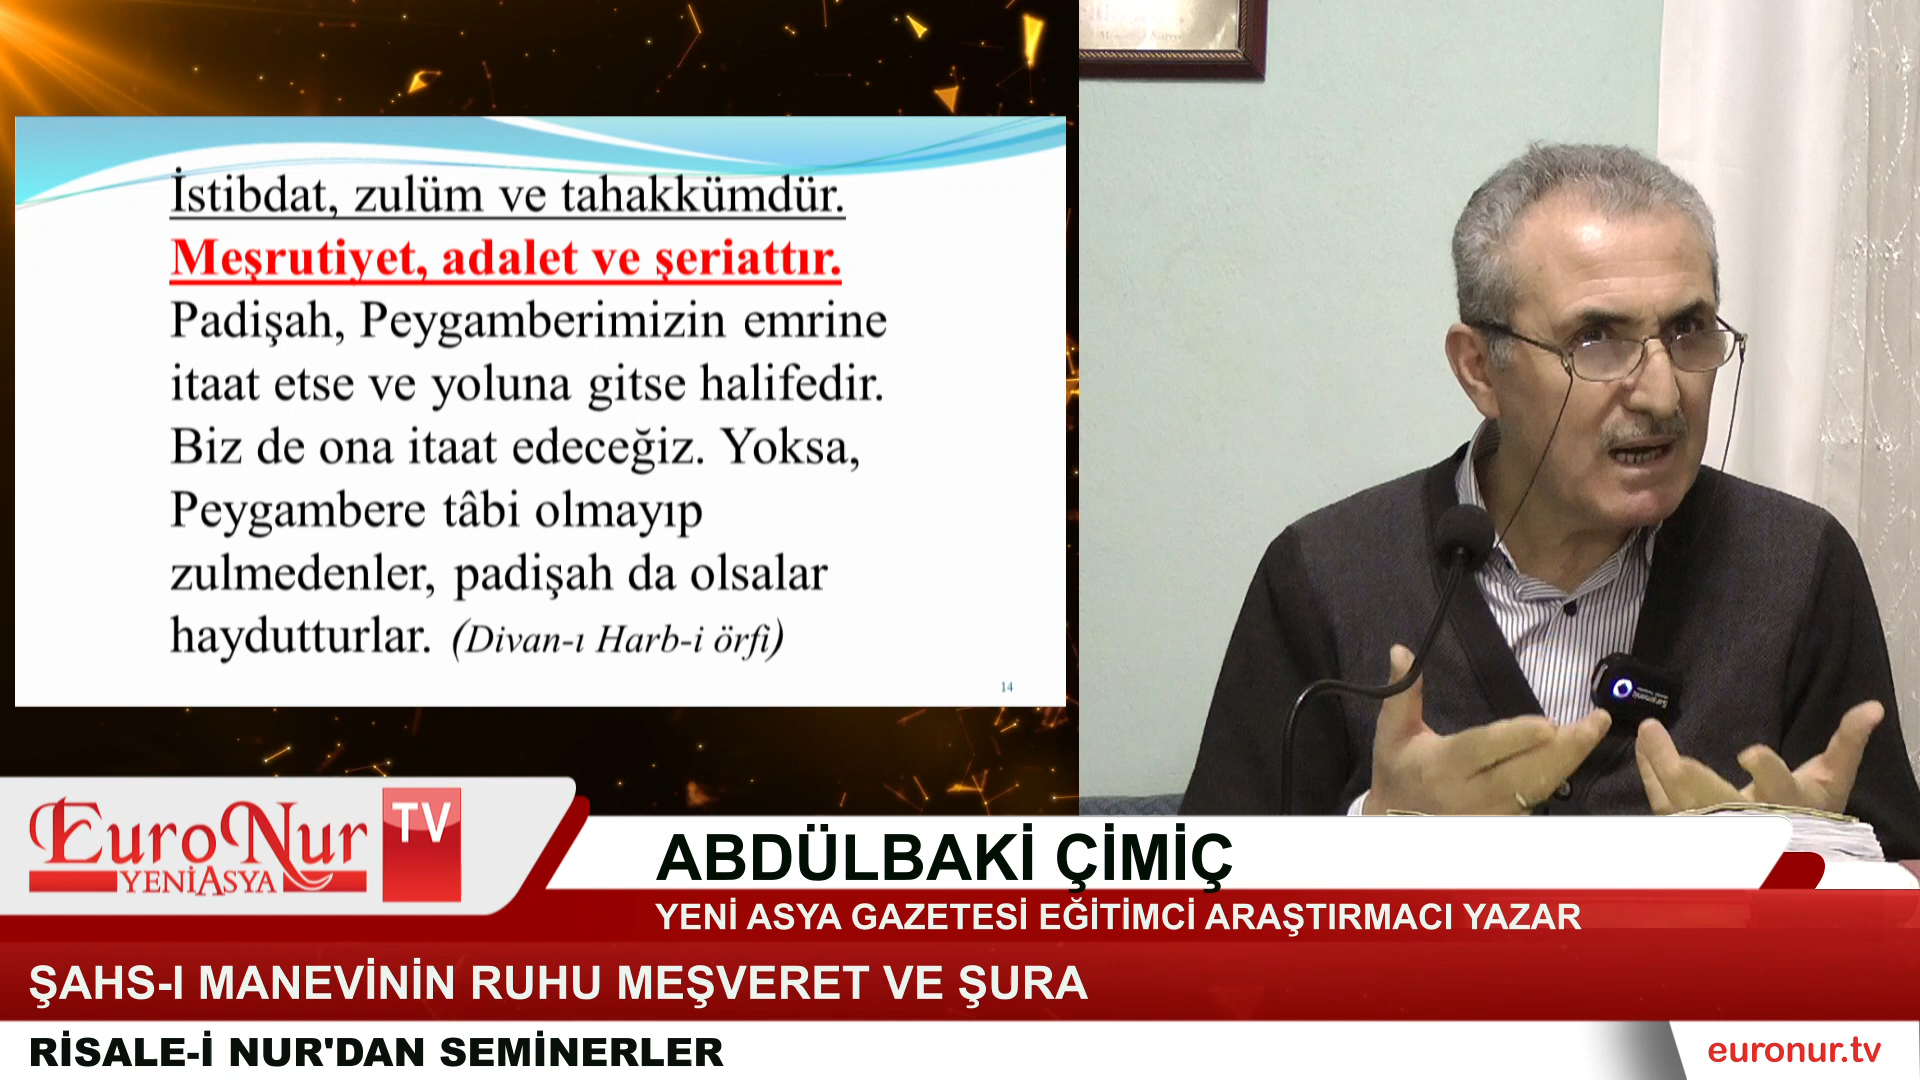 İstibdat, zulüm ve tahakkümdür.
Meşrutiyet, adalet ve şeriattır.
Padişah, Peygamberimizin emrine
itaat etse ve yoluna gitse halifedir.
Biz de ona itaat edeceğiz. Yoksa,
Peygambere tâbi olmayıp
zulmedenler, padişah da olsalar
haydutturlar. (Divan-ı Harb-i örfi)
14
EuroNur TV
YENİASYA
ABDÜLBAKİ ÇİMİÇ
YENİ ASYA GAZETESİ EĞİTİMCİ ARAŞTIRMACI YAZAR
ŞAHS-I MANEVİNİN RUHU MEŞVERET VE ŞURA
RİSALE-İ NUR'DAN SEMİNERLER
euronur.tv